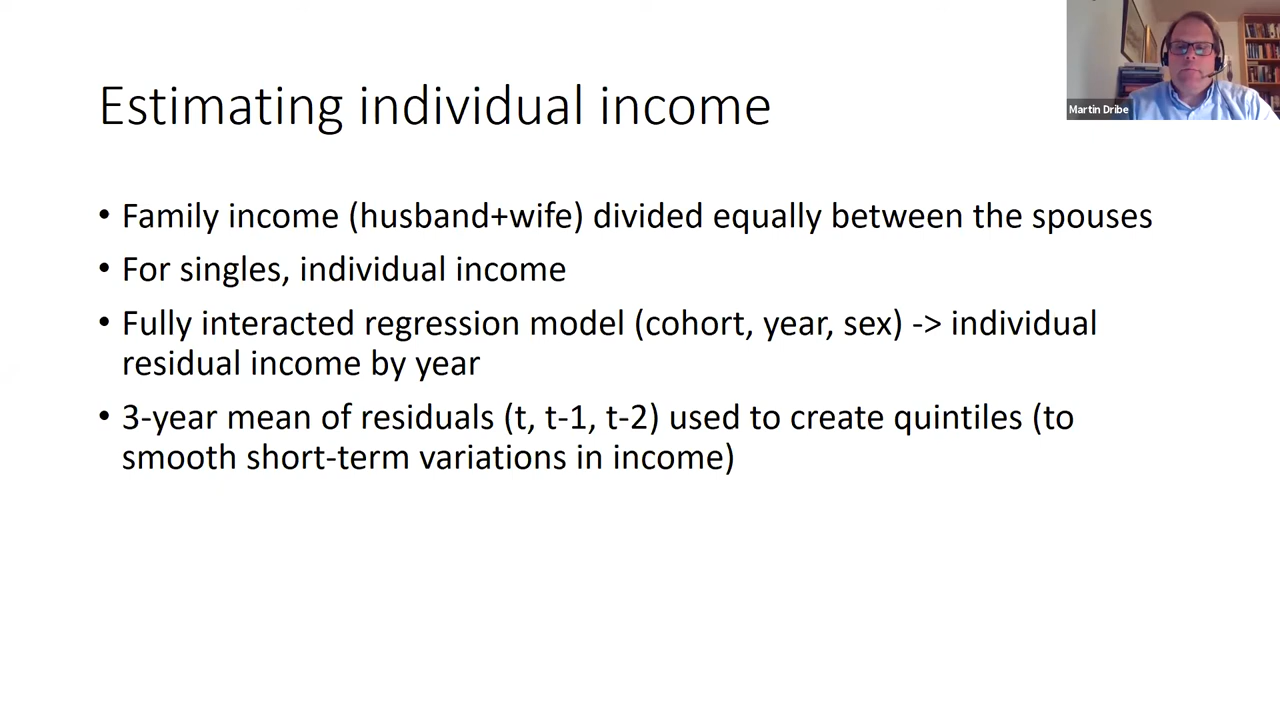 Estimating individual income
• Family income (husband+wife) divided equally between the spouses
• For singles, individual income
• Fully interacted regression model (cohort, year, sex) -> individual
residual income by year
• 3-year mean of residuals (t, t-1, t-2) used to create quintiles (to
smooth short-term variations in income)
Martin Dribe